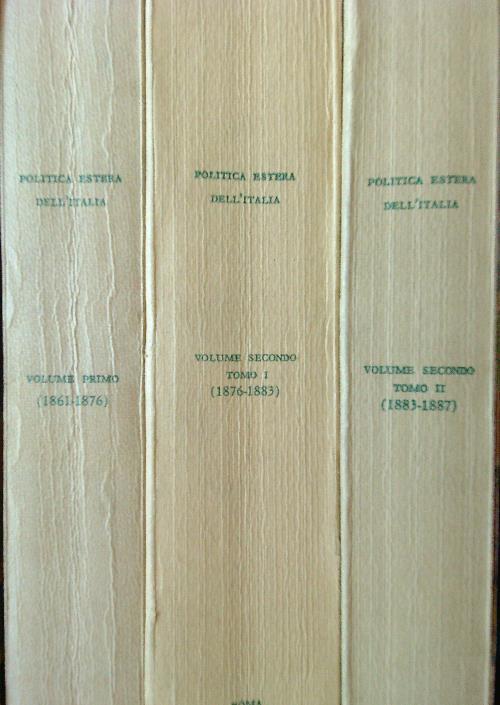 POLITICA ESTERA
DELL'ITALIA
VOLUME PRIMO
(1861-1876)
POLITICA ESTERA
DELL'ITALIA
VOLUME SECONDO
TOMO I
(1876-1883)
ROMA
POLITICA ESTERA
DELL'ITALIA
VOLUME SECONDO
TOMO II
(1883-1887)